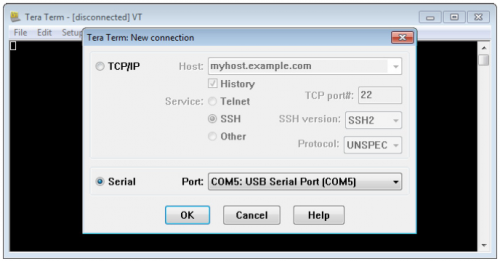 Tera Term - [disconnected] VT
File Edit Setup
Tera Term: New connection
TCP/IP Host: myhost.example.com
History
Service: Telnet TCP port#: 22
SSH SSH version: SSH2
Other Protocol: UNSPEC
Serial Port: COM5: USB Serial Port (COM5)
OK Cancel Help